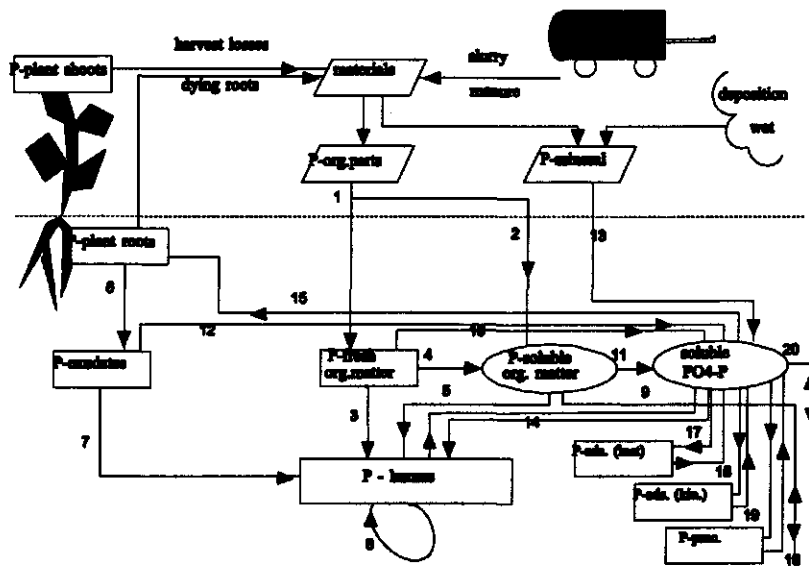 harvest losses
P-plant shoots
materials
slurry
manure
dying roots
deposition
wet
P-org.parts
P-mineral
1
2
13
P-plant roots
6
15
12
10
P-exudates
P-fresh
org.matter
4
P-soluble
org. matter
11
soluble
PO4-P
20
5
9
3
14
7
17
P-ads. (inst)
18
P - humus
P-ads. (kin.)
19
8
P-prec.
16